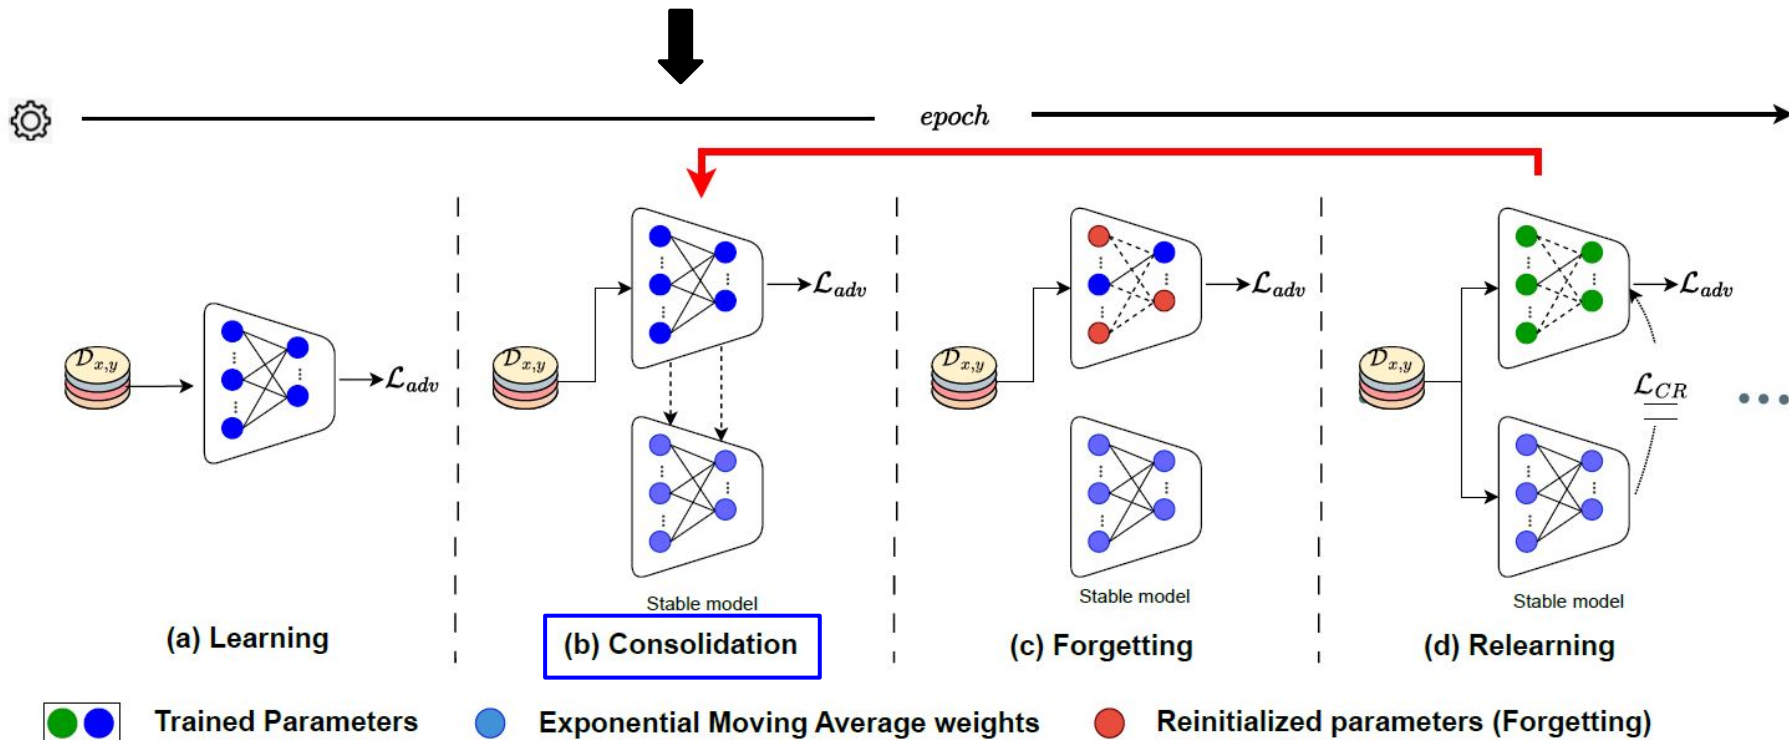 epoch
𝓛adv
𝓛adv
𝓛adv
𝓛adv
𝒟x,y
𝒟x,y
𝒟x,y
𝒟x,y
𝓛CR
Stable model
Stable model
Stable model
(a) Learning
(b) Consolidation
(c) Forgetting
(d) Relearning
Trained Parameters
Exponential Moving Average weights
Reinitialized parameters (Forgetting)